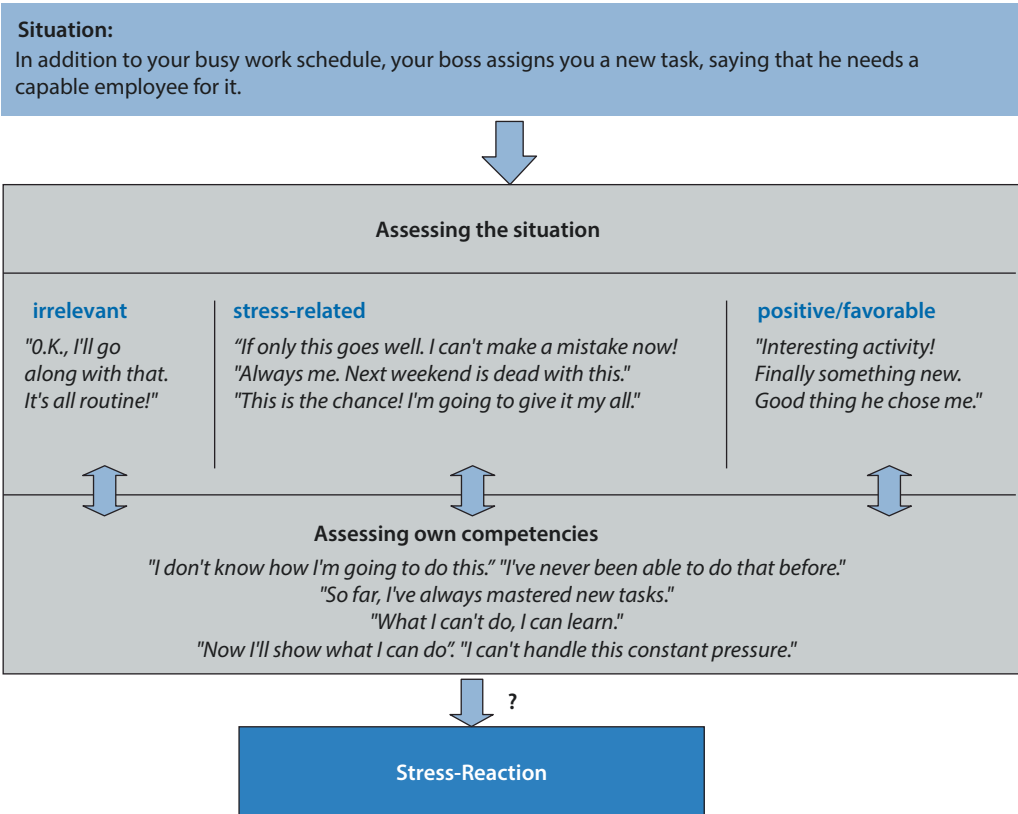 Situation:
In addition to your busy work schedule, your boss assigns you a new task, saying that he needs a
capable employee for it.
Assessing the situation
irrelevant
"O.K., I'll go
along with that.
It's all routine!"
stress-related
“If only this goes well. I can't make a mistake now!
"Always me. Next weekend is dead with this."
"This is the chance! I'm going to give it my all."
positive/favorable
"Interesting activity!
Finally something new.
Good thing he chose me."
Assessing own competencies
"I don't know how I'm going to do this.” "I've never been able to do that before."
"So far, I've always mastered new tasks."
"What I can't do, I can learn."
"Now I'll show what I can do”. "I can't handle this constant pressure."
?
Stress-Reaction